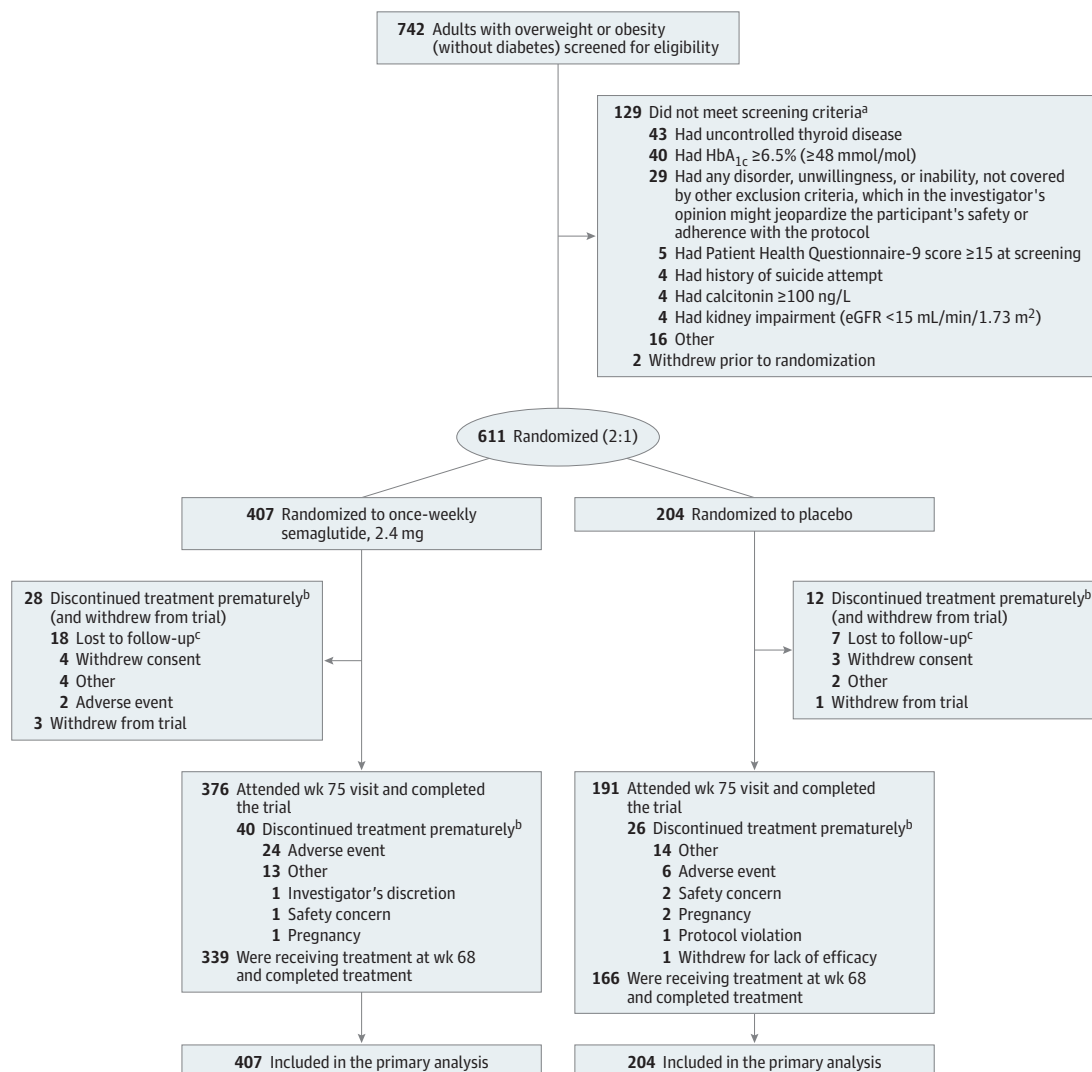 742 Adults with overweight or obesity
(without diabetes) screened for eligibility
129 Did not meet screening criteriaᵃ
43 Had uncontrolled thyroid disease
40 Had HbA1c ≥6.5% (≥48 mmol/mol)
29 Had any disorder, unwillingness, or inability, not covered
by other exclusion criteria, which in the investigator's
opinion might jeopardize the participant's safety or
adherence with the protocol
5 Had Patient Health Questionnaire-9 score ≥15 at screening
4 Had history of suicide attempt
4 Had calcitonin ≥100 ng/L
4 Had kidney impairment (eGFR <15 mL/min/1.73 m²)
16 Other
2 Withdrew prior to randomization
611 Randomized (2:1)
407 Randomized to once-weekly
semaglutide, 2.4 mg
204 Randomized to placebo
28 Discontinued treatment prematurelyᵇ
(and withdrew from trial)
18 Lost to follow-upᶜ
4 Withdrew consent
4 Other
2 Adverse event
3 Withdrew from trial
12 Discontinued treatment prematurelyᵇ
(and withdrew from trial)
7 Lost to follow-upᶜ
3 Withdrew consent
2 Other
1 Withdrew from trial
376 Attended wk 75 visit and completed
the trial
40 Discontinued treatment prematurelyᵇ
24 Adverse event
13 Other
1 Investigator's discretion
1 Safety concern
1 Pregnancy
339 Were receiving treatment at wk 68
and completed treatment
191 Attended wk 75 visit and completed
the trial
26 Discontinued treatment prematurelyᵇ
14 Other
6 Adverse event
2 Safety concern
2 Pregnancy
1 Protocol violation
1 Withdrew for lack of efficacy
166 Were receiving treatment at wk 68
and completed treatment
407 Included in the primary analysis
204 Included in the primary analysis